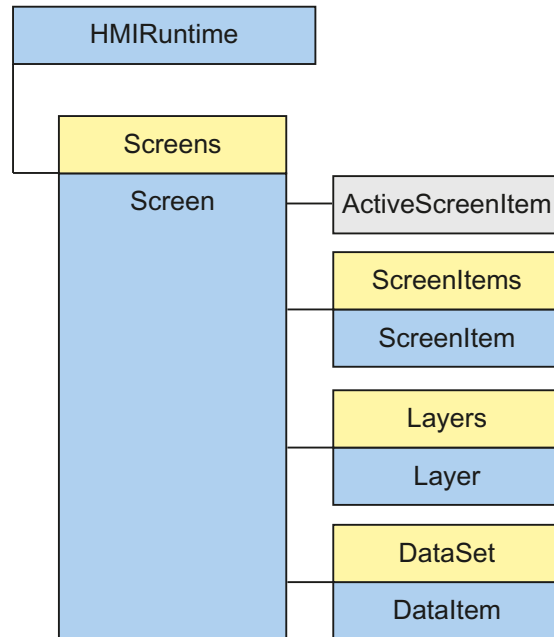 HMIRuntime
Screens
Screen
ActiveScreenItem
ScreenItems
ScreenItem
Layers
Layer
DataSet
DataItem